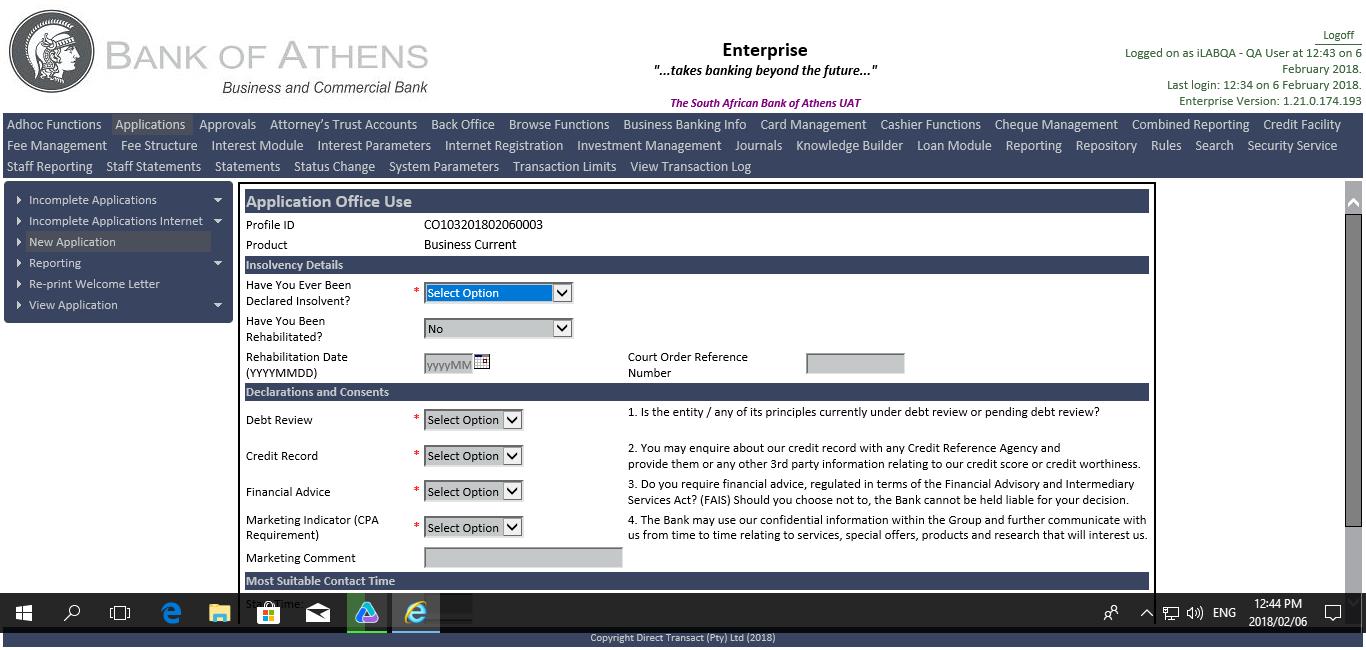 BANK OF ATHENS
Business and Commercial Bank
Enterprise
"...takes banking beyond the future..."
The South African Bank of Athens UAT
Logoff
Logged on as iLABQA - QA User at 12:43 on 6
February 2018.
Last login: 12:34 on 6 February 2018.
Enterprise Version: 1.21.0.174.193
Adhoc Functions Applications Approvals Attorney's Trust Accounts Back Office Browse Functions Business Banking Info Card Management Cashier Functions Cheque Management Combined Reporting Credit Facility
Fee Management Fee Structure Interest Module Interest Parameters Internet Registration Investment Management Journals Knowledge Builder Loan Module Reporting Repository Rules Search Security Service
Staff Reporting Staff Statements Statements Status Change System Parameters Transaction Limits View Transaction Log
Incomplete Applications
Incomplete Applications Internet
New Application
Reporting
Re-print Welcome Letter
View Application
Application Office Use
Profile ID CO103201802060003
Product Business Current
Insolvency Details
Have You Ever Been
Declared Insolvent? * Select Option
Have You Been
Rehabilitated? No
Rehabilitation Date
(YYYYMMDD) yyyyMM
Court Order Reference
Number
Declarations and Consents
Debt Review * Select Option 1. Is the entity / any of its principles currently under debt review or pending debt review?
Credit Record * Select Option 2. You may enquire about our credit record with any Credit Reference Agency and
provide them or any other 3rd party information relating to our credit score or credit worthiness.
Financial Advice * Select Option 3. Do you require financial advice, regulated in terms of the Financial Advisory and Intermediary
Services Act? (FAIS) Should you choose not to, the Bank cannot be held liable for your decision.
Marketing Indicator (CPA
Requirement) * Select Option 4. The Bank may use our confidential information within the Group and further communicate with
us from time to time relating to services, special offers, products and research that will interest us.
Marketing Comment
Most Suitable Contact Time
Time:
ENG
12:44 PM
2018/02/06
Copyright Direct Transact (Pty) Ltd (2018)